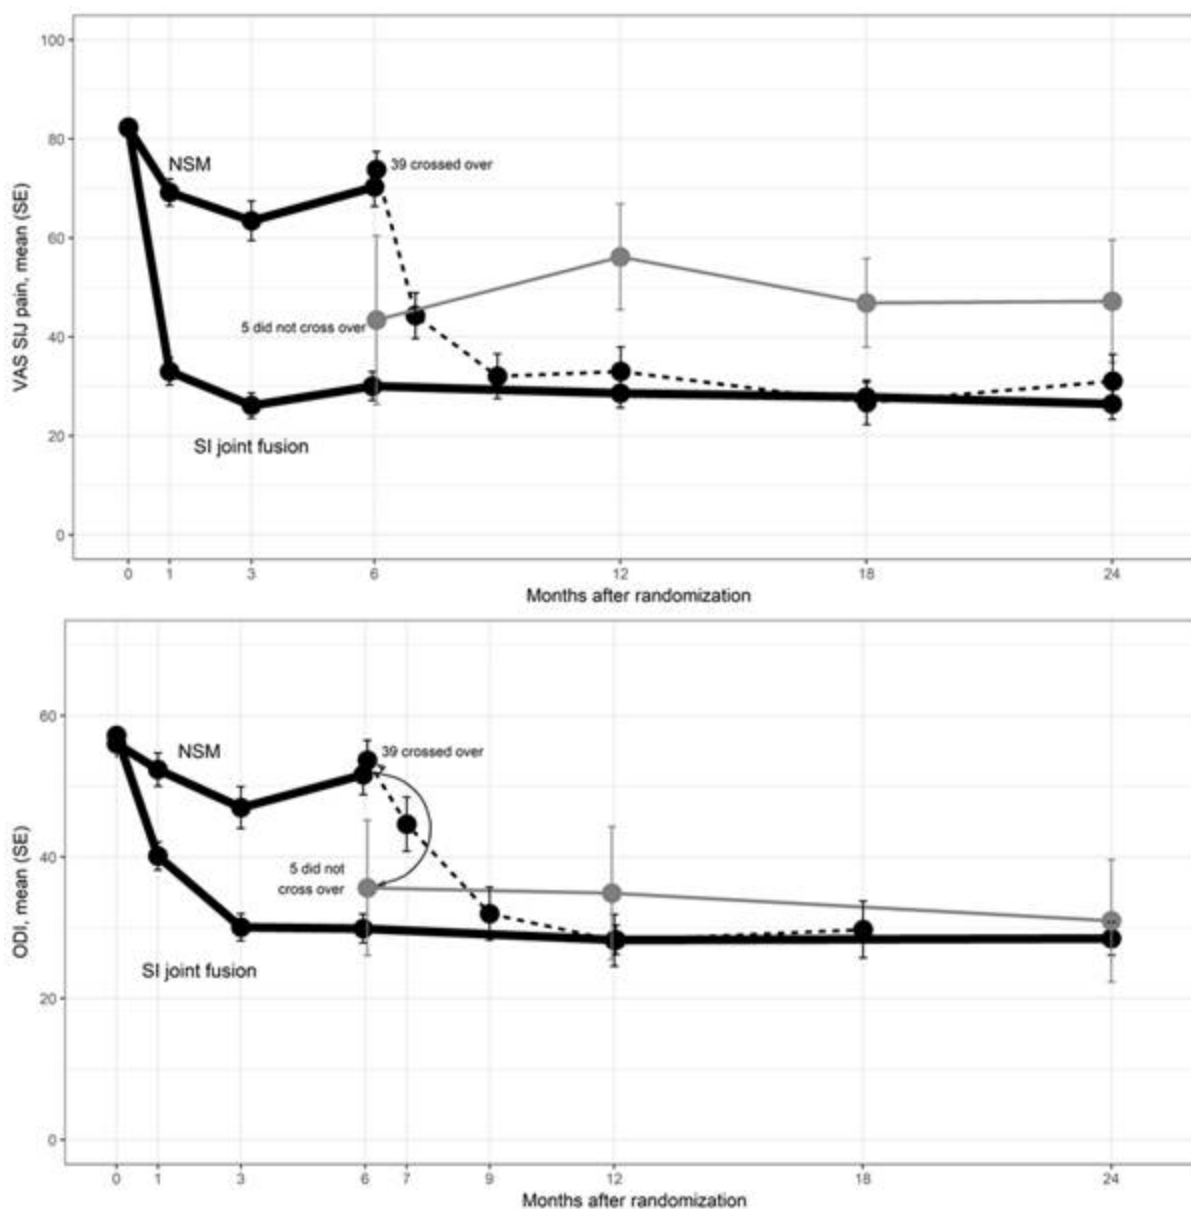 100
80
60
40
20
0
VAS SIJ pain, mean (SE)
NSM
39 crossed over
5 did not cross over
SI joint fusion
0 1 3 6 12 18 24
Months after randomization
60
40
20
0
ODI, mean (SE)
NSM
39 crossed over
5 did not
cross over
SI joint fusion
0 1 3 6 7 9 12 18 24
Months after randomization